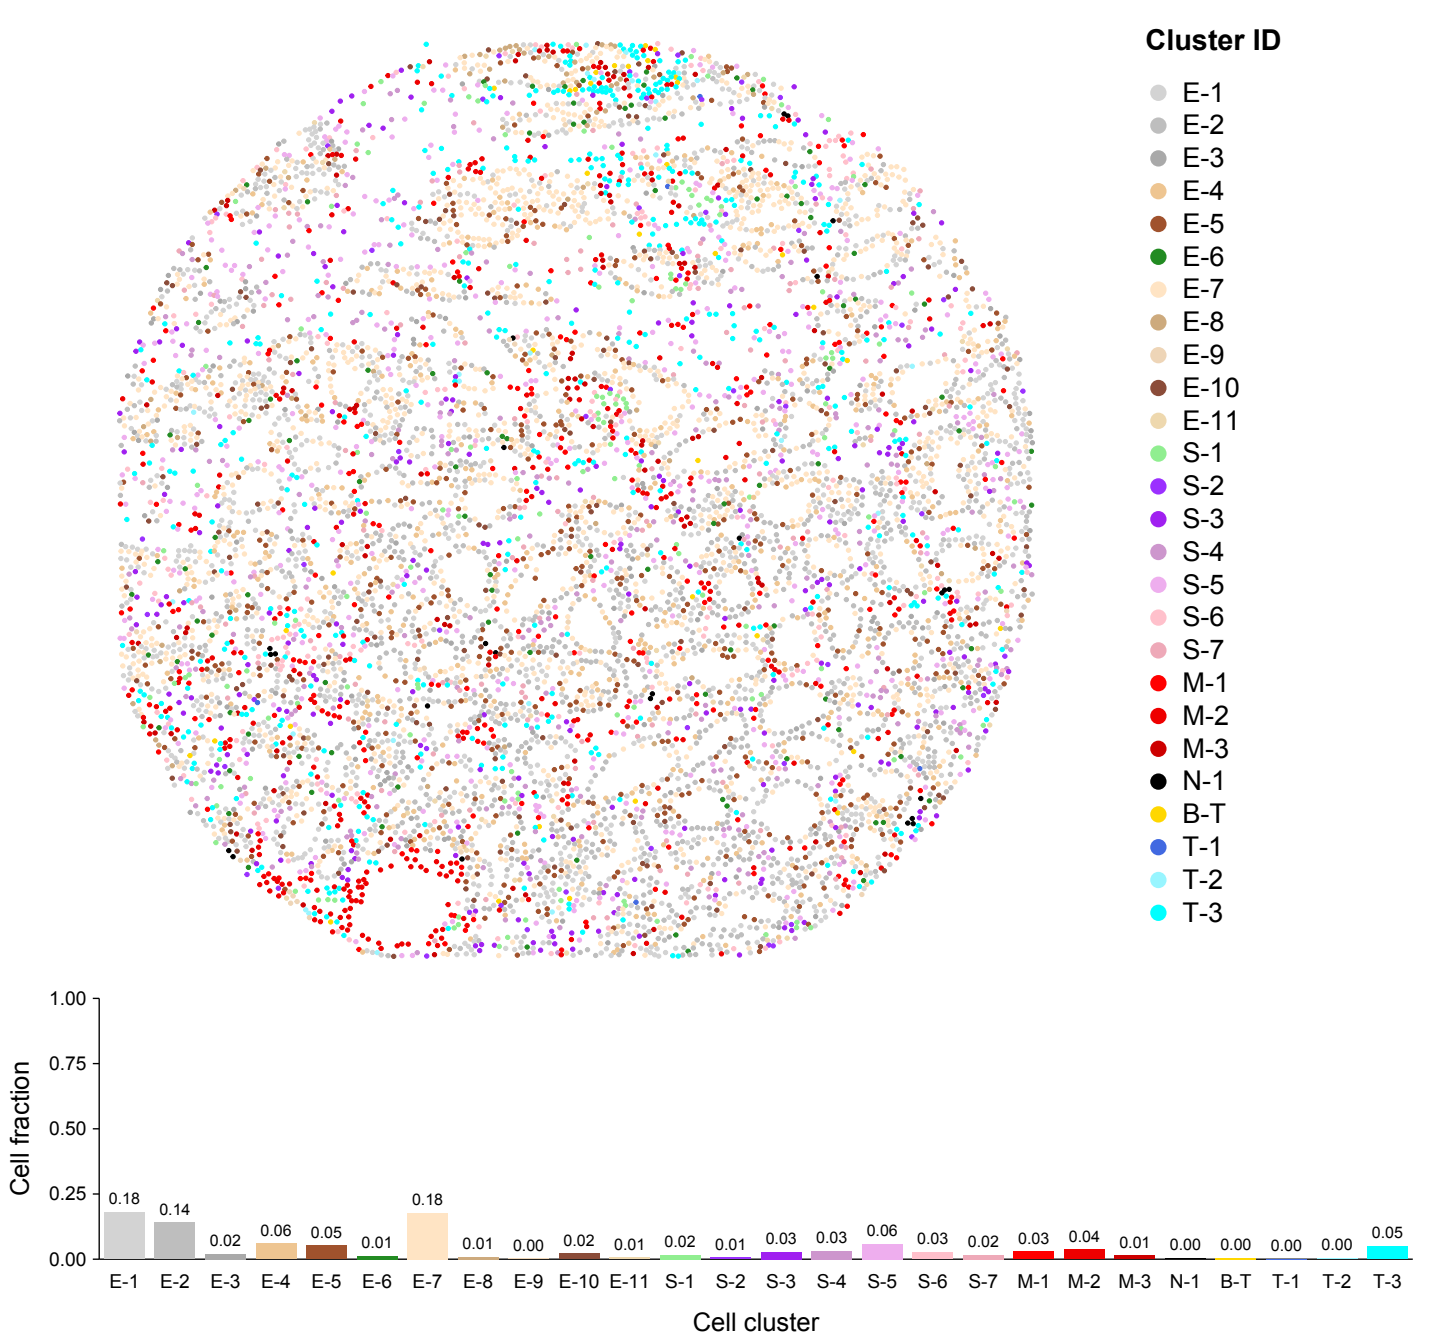 Cluster ID
E-1
E-2
E-3
E-4
E-5
E-6
E-7
E-8
E-9
E-10
E-11
S-1
S-2
S-3
S-4
S-5
S-6
S-7
M-1
M-2
M-3
N-1
B-T
T-1
T-2
T-3
1.00
0.75
0.50
0.25
0.00
Cell fraction
0.18 0.14 0.02 0.06 0.05 0.01 0.18 0.01 0.00 0.02 0.01 0.02 0.01 0.03 0.03 0.06 0.03 0.02 0.03 0.04 0.01 0.00 0.00 0.00 0.00 0.05
E-1 E-2 E-3 E-4 E-5 E-6 E-7 E-8 E-9 E-10 E-11 S-1 S-2 S-3 S-4 S-5 S-6 S-7 M-1 M-2 M-3 N-1 B-T T-1 T-2 T-3
Cell cluster